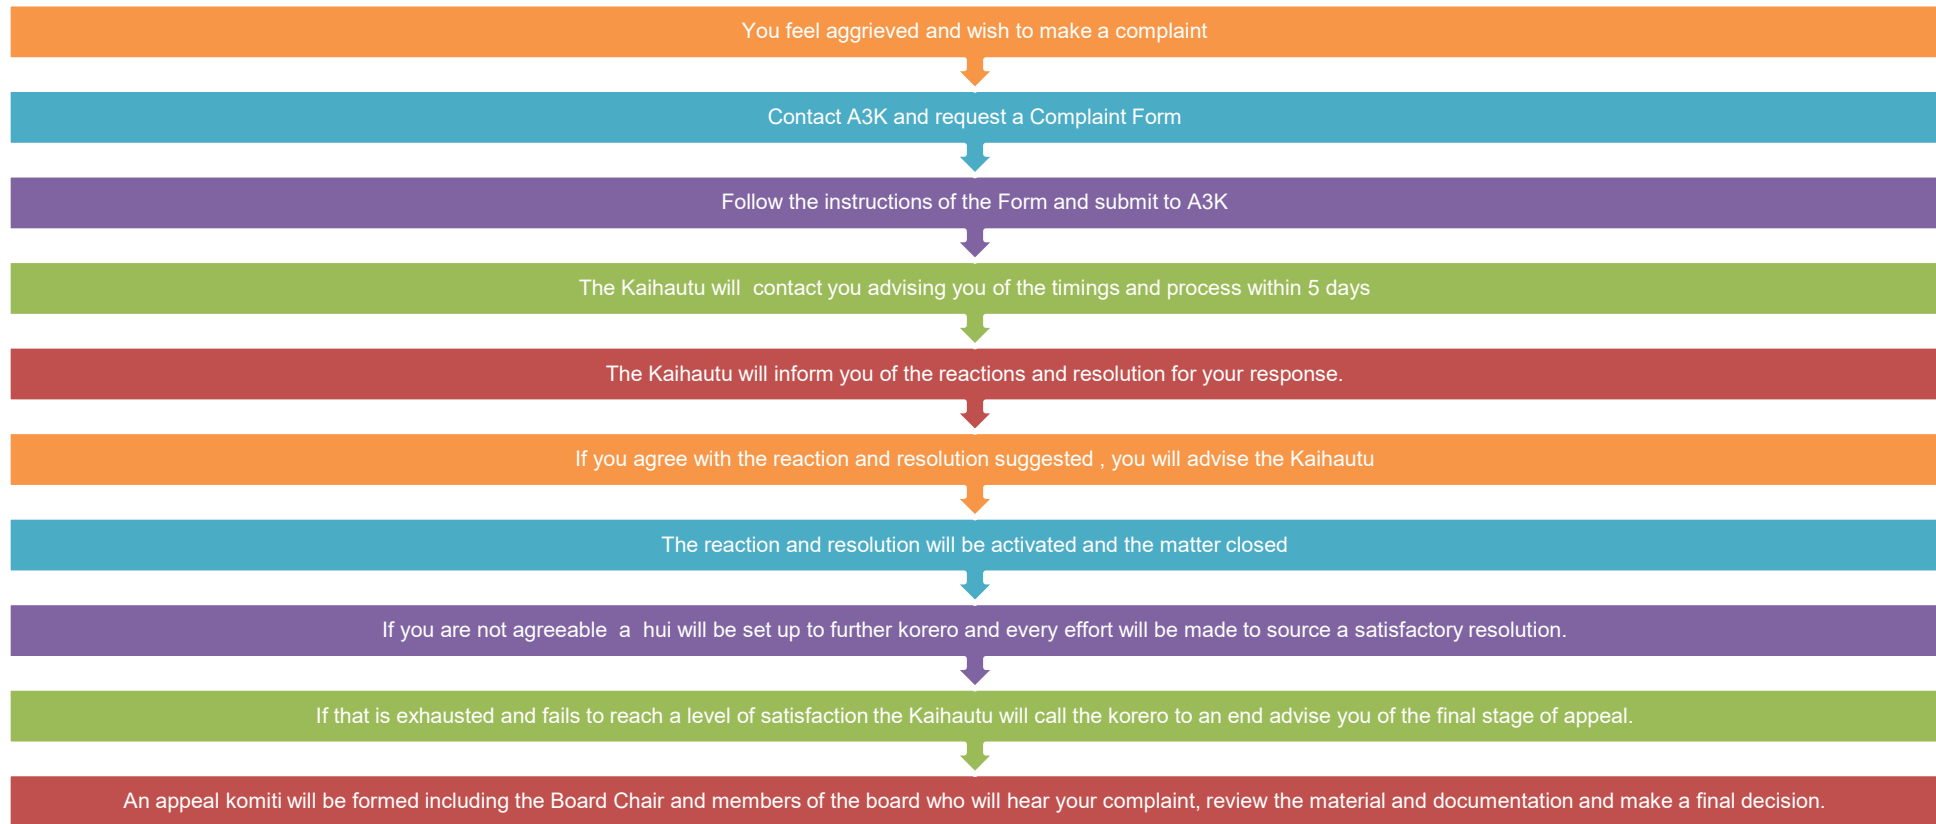 You feel aggrieved and wish to make a complaint
Contact A3K and request a Complaint Form
Follow the instructions of the Form and submit to A3K
The Kaihautu will  contact you advising you of the timings and process within 5 days
The Kaihautu will inform you of the reactions and resolution for your response.
If you agree with the reaction and resolution suggested , you will advise the Kaihautu
The reaction and resolution will be activated and the matter closed
If you are not agreeable  a  hui will be set up to further korero and every effort will be made to source a satisfactory resolution.
If that is exhausted and fails to reach a level of satisfaction the Kaihautu will call the korero to an end advise you of the final stage of appeal.
An appeal komiti will be formed including the Board Chair and members of the board who will hear your complaint, review the material and documentation and make a final decision.